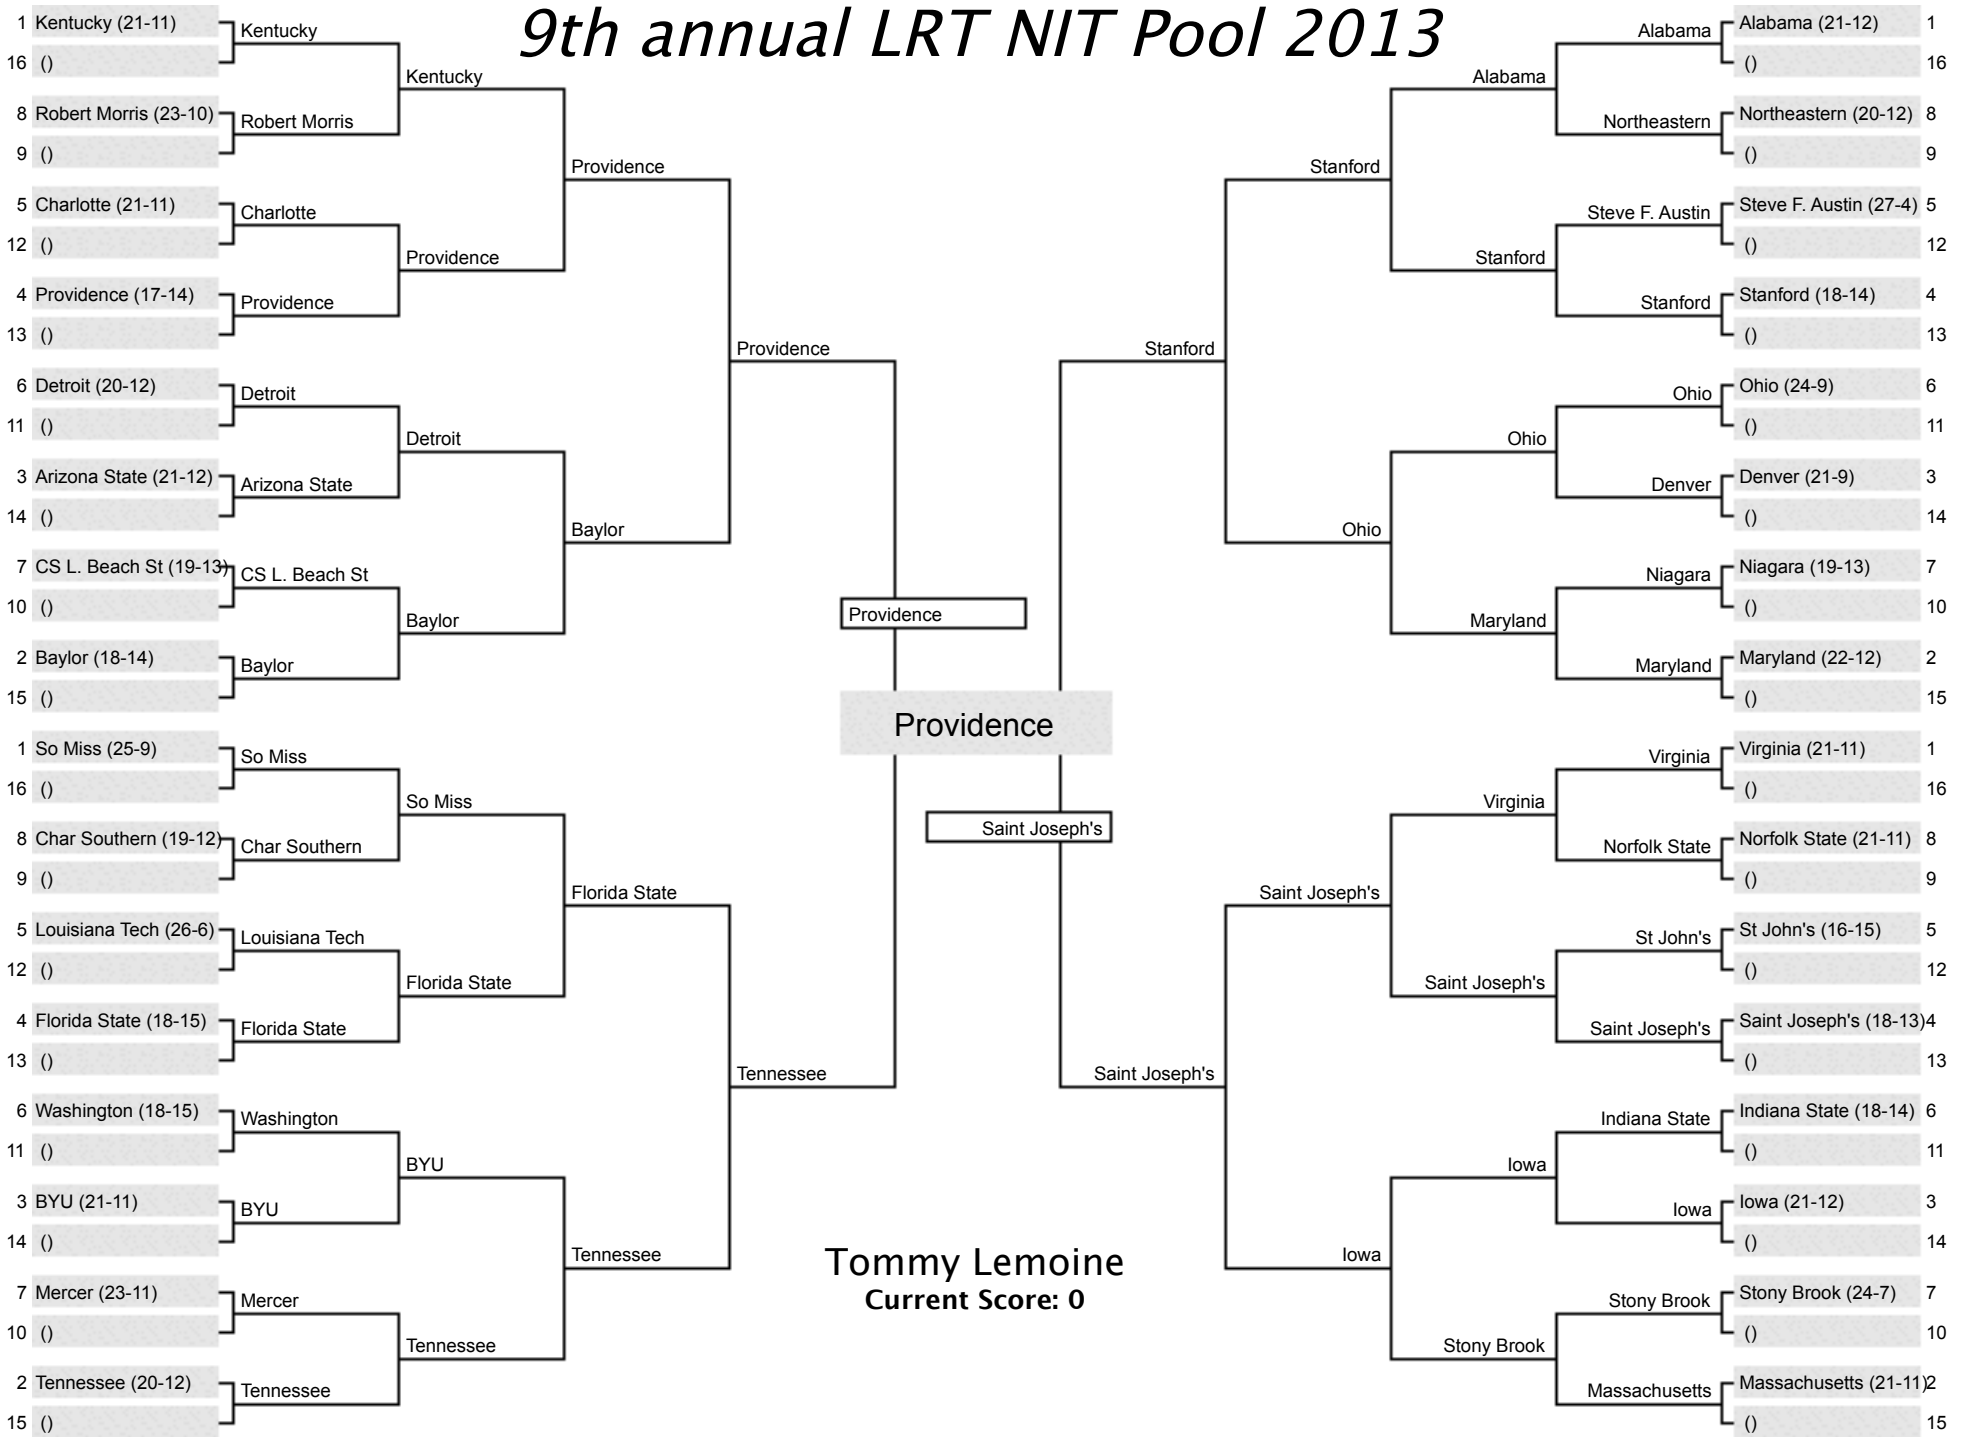 9th annual LRT NIT Pool 2013
1 Kentucky (21-11)
16 ()
8 Robert Morris (23-10)
9 ()
5 Charlotte (21-11)
12 ()
4 Providence (17-14)
13 ()
6 Detroit (20-12)
11 ()
3 Arizona State (21-12)
14 ()
7 CS L. Beach St (19-13)
10 ()
2 Baylor (18-14)
15 ()
1 So Miss (25-9)
16 ()
8 Char Southern (19-12)
9 ()
5 Louisiana Tech (26-6)
12 ()
4 Florida State (18-15)
13 ()
6 Washington (18-15)
11 ()
3 BYU (21-11)
14 ()
7 Mercer (23-11)
10 ()
2 Tennessee (20-12)
15 ()
Kentucky
Robert Morris
Charlotte
Providence
Detroit
Arizona State
CS L. Beach St
Baylor
So Miss
Char Southern
Louisiana Tech
Florida State
Washington
BYU
Mercer
Tennessee
Kentucky
Providence
Detroit
Baylor
So Miss
Florida State
BYU
Tennessee
Providence
Baylor
Florida State
Tennessee
Providence
Tennessee
Providence
Providence
Saint Joseph's
Tommy Lemoine
Current Score: 0
Stanford
Saint Joseph's
Stanford
Ohio
Saint Joseph's
Iowa
Alabama
Stanford
Ohio
Maryland
Virginia
Saint Joseph's
Iowa
Stony Brook
Alabama
Northeastern
Steve F. Austin
Stanford
Ohio
Denver
Niagara
Maryland
Virginia
Norfolk State
St John's
Saint Joseph's
Indiana State
Iowa
Stony Brook
Massachusetts
Alabama (21-12) 1
() 16
Northeastern (20-12) 8
() 9
Steve F. Austin (27-4) 5
() 12
Stanford (18-14) 4
() 13
Ohio (24-9) 6
() 11
Denver (21-9) 3
() 14
Niagara (19-13) 7
() 10
Maryland (22-12) 2
() 15
Virginia (21-11) 1
() 16
Norfolk State (21-11) 8
() 9
St John's (16-15) 5
() 12
Saint Joseph's (18-13) 4
() 13
Indiana State (18-14) 6
() 11
Iowa (21-12) 3
() 14
Stony Brook (24-7) 7
() 10
Massachusetts (21-11) 2
() 15